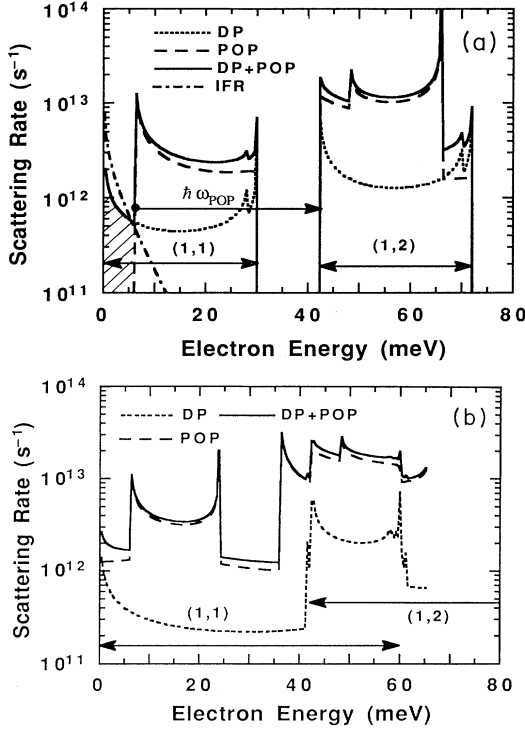 10^14
10^13
10^12
10^11
Scattering Rate (s^-1)
DP
POP
DP+POP
IFR
(a)
ħ ω_POP
(1,1)
(1,2)
0
20
40
60
80
Electron Energy (meV)
10^14
10^13
10^12
10^11
Scattering Rate (s^-1)
DP
DP+POP
POP
(b)
(1,1)
(1,2)
0
20
40
60
80
Electron Energy (meV)